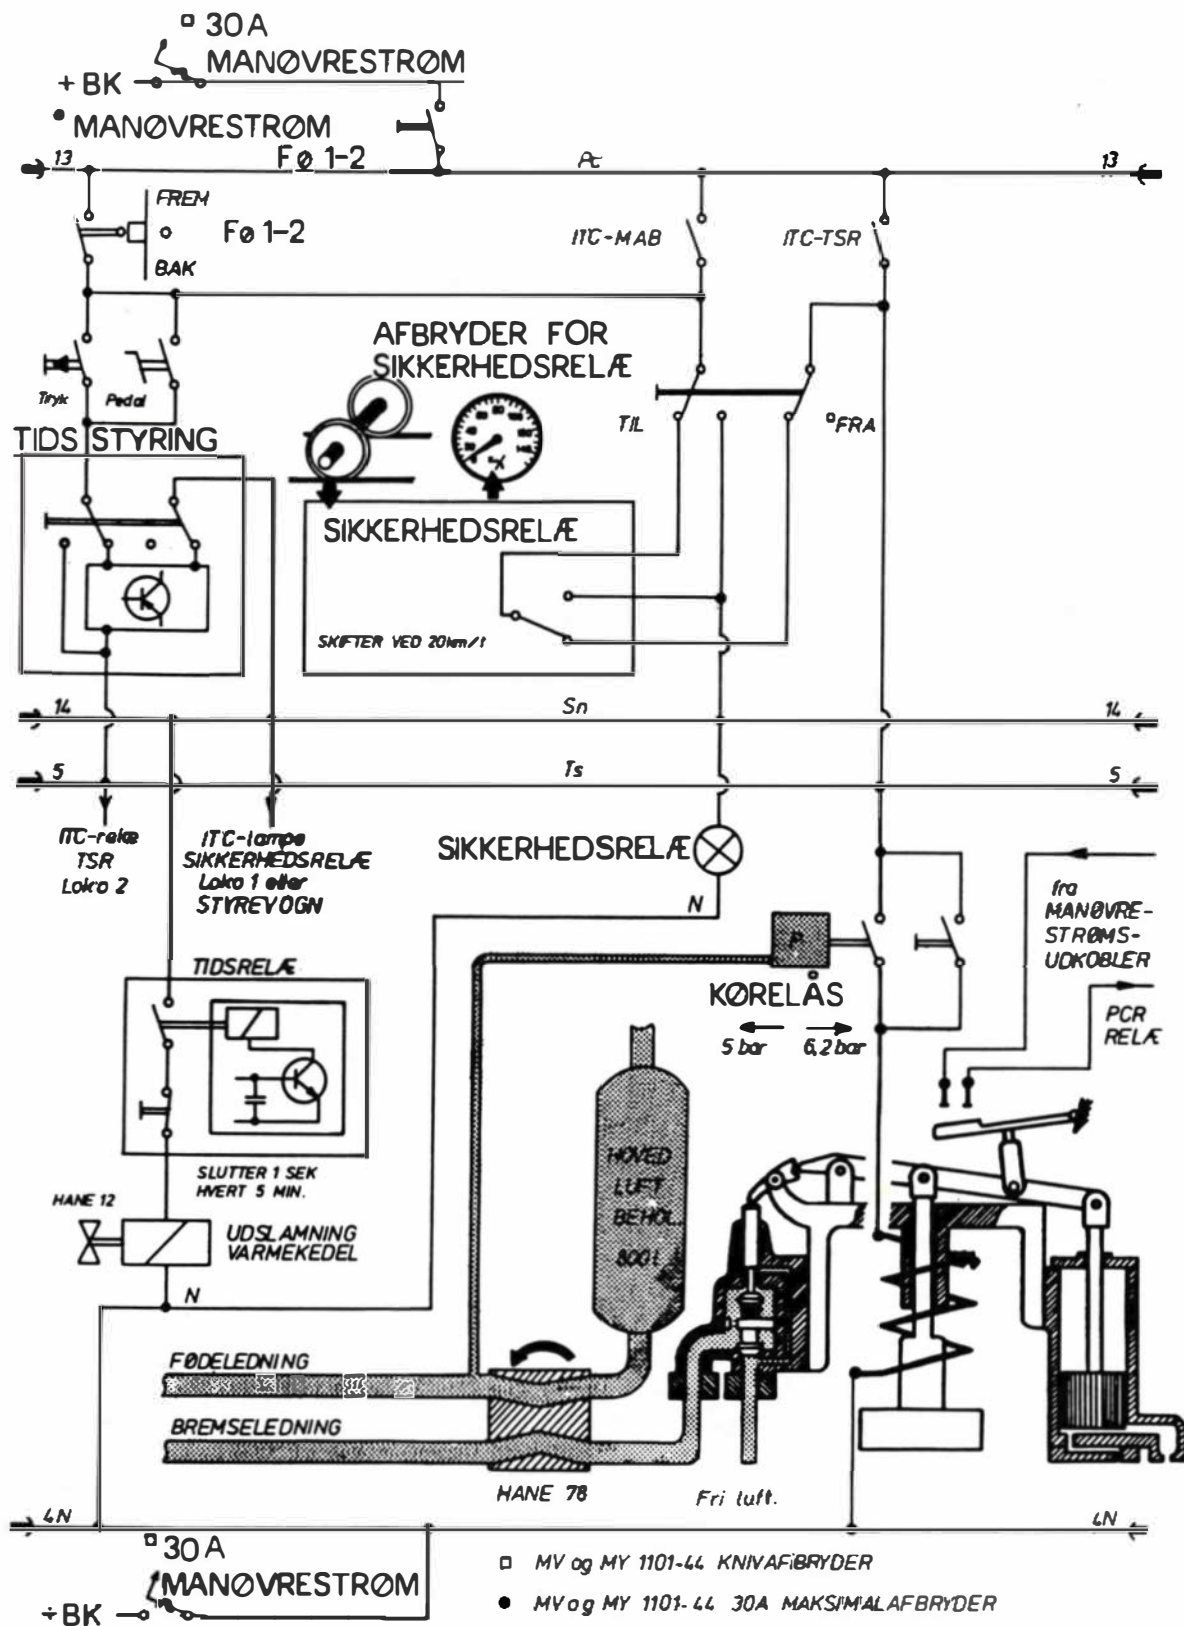 30A
MANØVRESTRØM
+ BK
MANØVRESTRØM
FØ 1-2
13
Pc
13
FREM
FØ 1-2
BAK
ITC-MAB
ITC-TSR
AFBRYDER FOR
SIKKERHEDSRELÆ
Tryk
Pedal
TIL
FRA
TIDS STYRING
SIKKERHEDSRELÆ
SKIFTER VED 20km/t
14
Sn
14
5
Ts
5
ITC-relæ
TSR
Loko 2
ITC-lampe
SIKKERHEDSRELÆ
Loko 1 eller
STYREVOGN
SIKKERHEDSRELÆ
N
fra
MANØVRE-
STRØMS-
UDKOBLER
P
TIDSRELÆ
KØRELÅS
5 bar
6,2 bar
PCR
RELÆ
SLUTTER 1 SEK
HVERT 5 MIN.
HOVED
LUFT
BEHOL.
800 l
HANE 12
UDSLAMNING
VARMEKEDEL
N
FØDELEDNING
BREMSELEDNING
HANE 78
Fri luft.
4N
4N
30A
MANØVRESTRØM
÷BK
MV og MY 1101-44 KNIVAFBRYDER
MV og MY 1101-44 30A MAKSIMALAFBRYDER